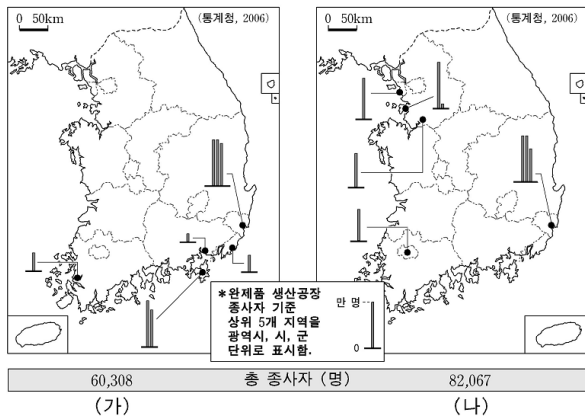 0 50km
(통계청, 2006)
0 50km
(통계청, 2006)
*완제품 생산공장
종사자 기준
상위 5개 지역을
광역시, 시, 군
단위로 표시함.
만 명
0
60,308 총 종사자 (명) 82,067
(가) (나)